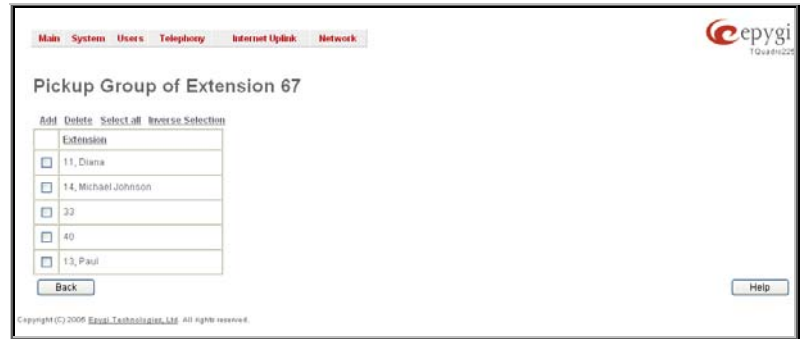 Main System Users Telephony Internet Uplink Network
epygi
Pickup Group of Extension 67
Add Delete Select all Inverse Selection
Extension
11, Diana
14, Michael Johnson
33
40
13, Paul
Back
Help
Copyright (C) 2005 Epygi Technologies, Ltd. All rights reserved.